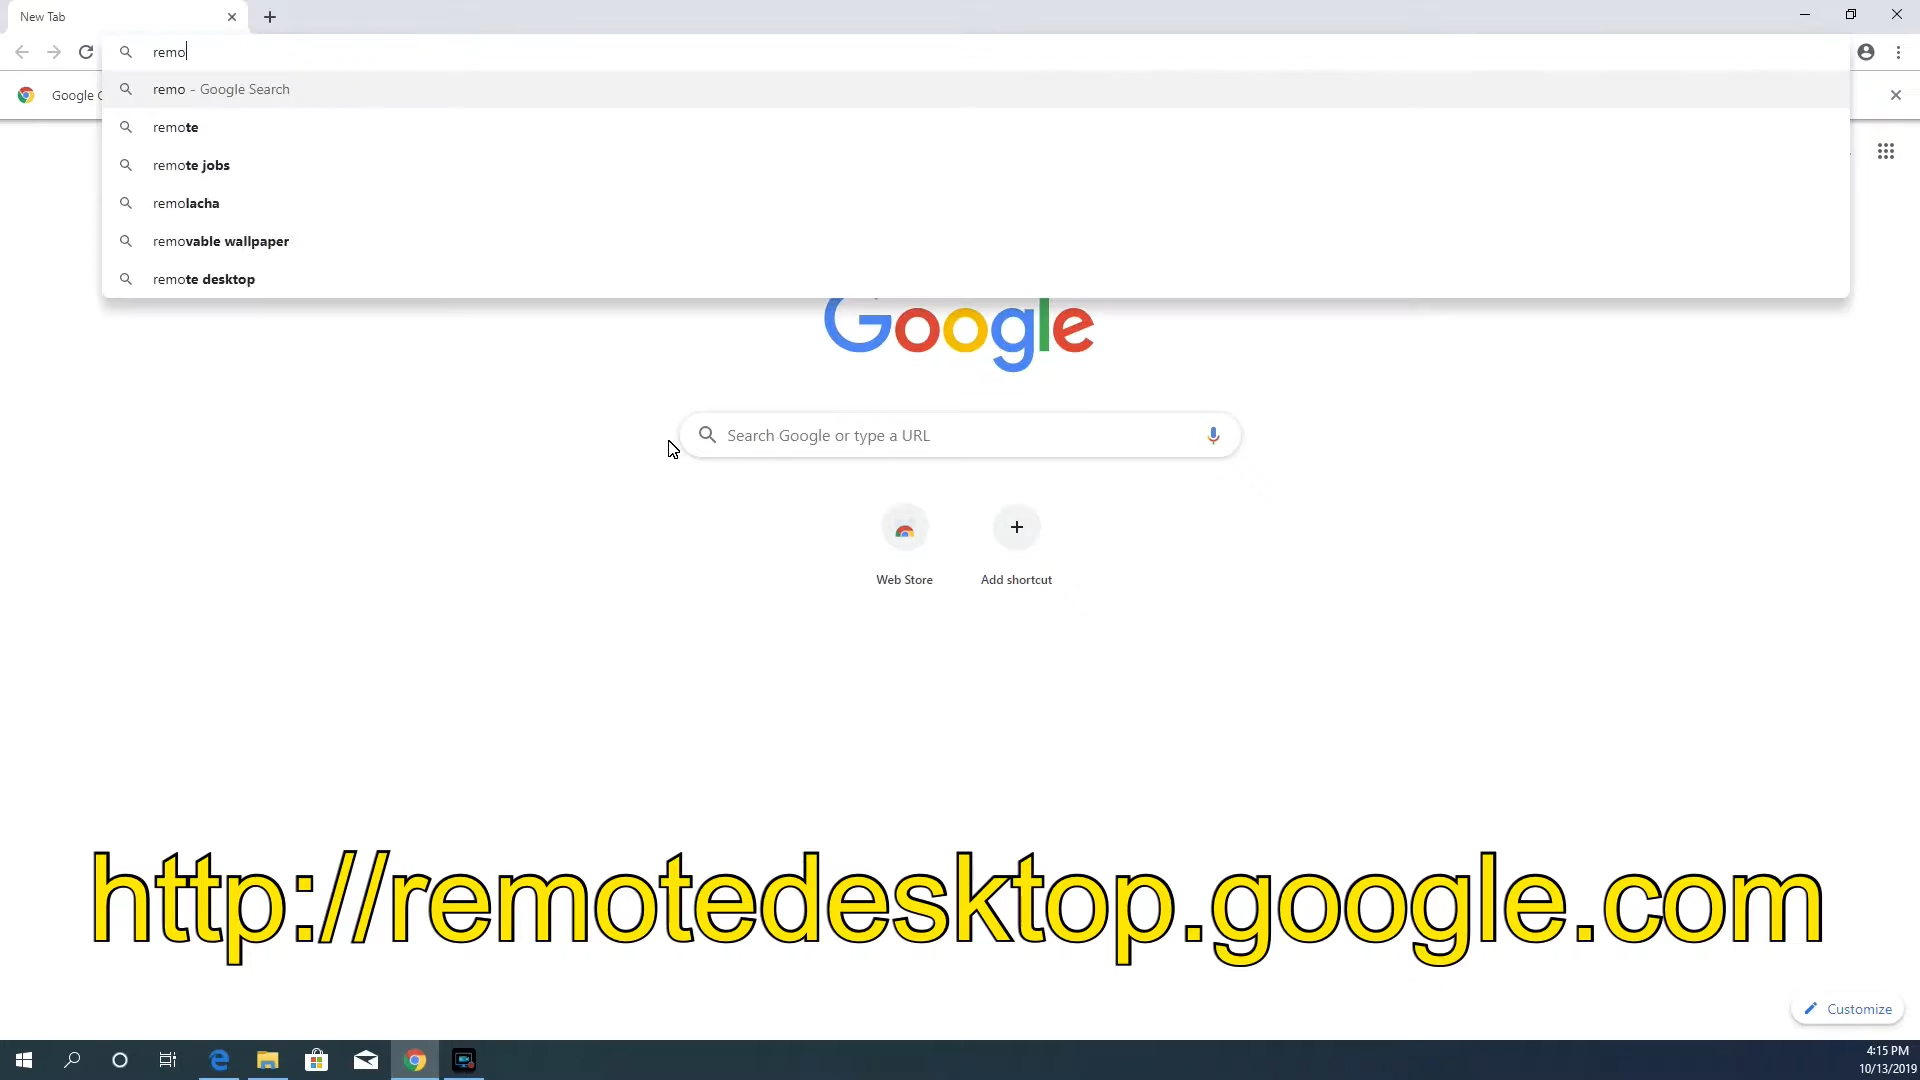 New Tab
remo
remo - Google Search
Google C
remote
remote jobs
remolacha
removable wallpaper
remote desktop
Google
Search Google or type a URL
Web Store
Add shortcut
http://remotedesktop.google.com
Customize
4:15 PM
10/13/2019